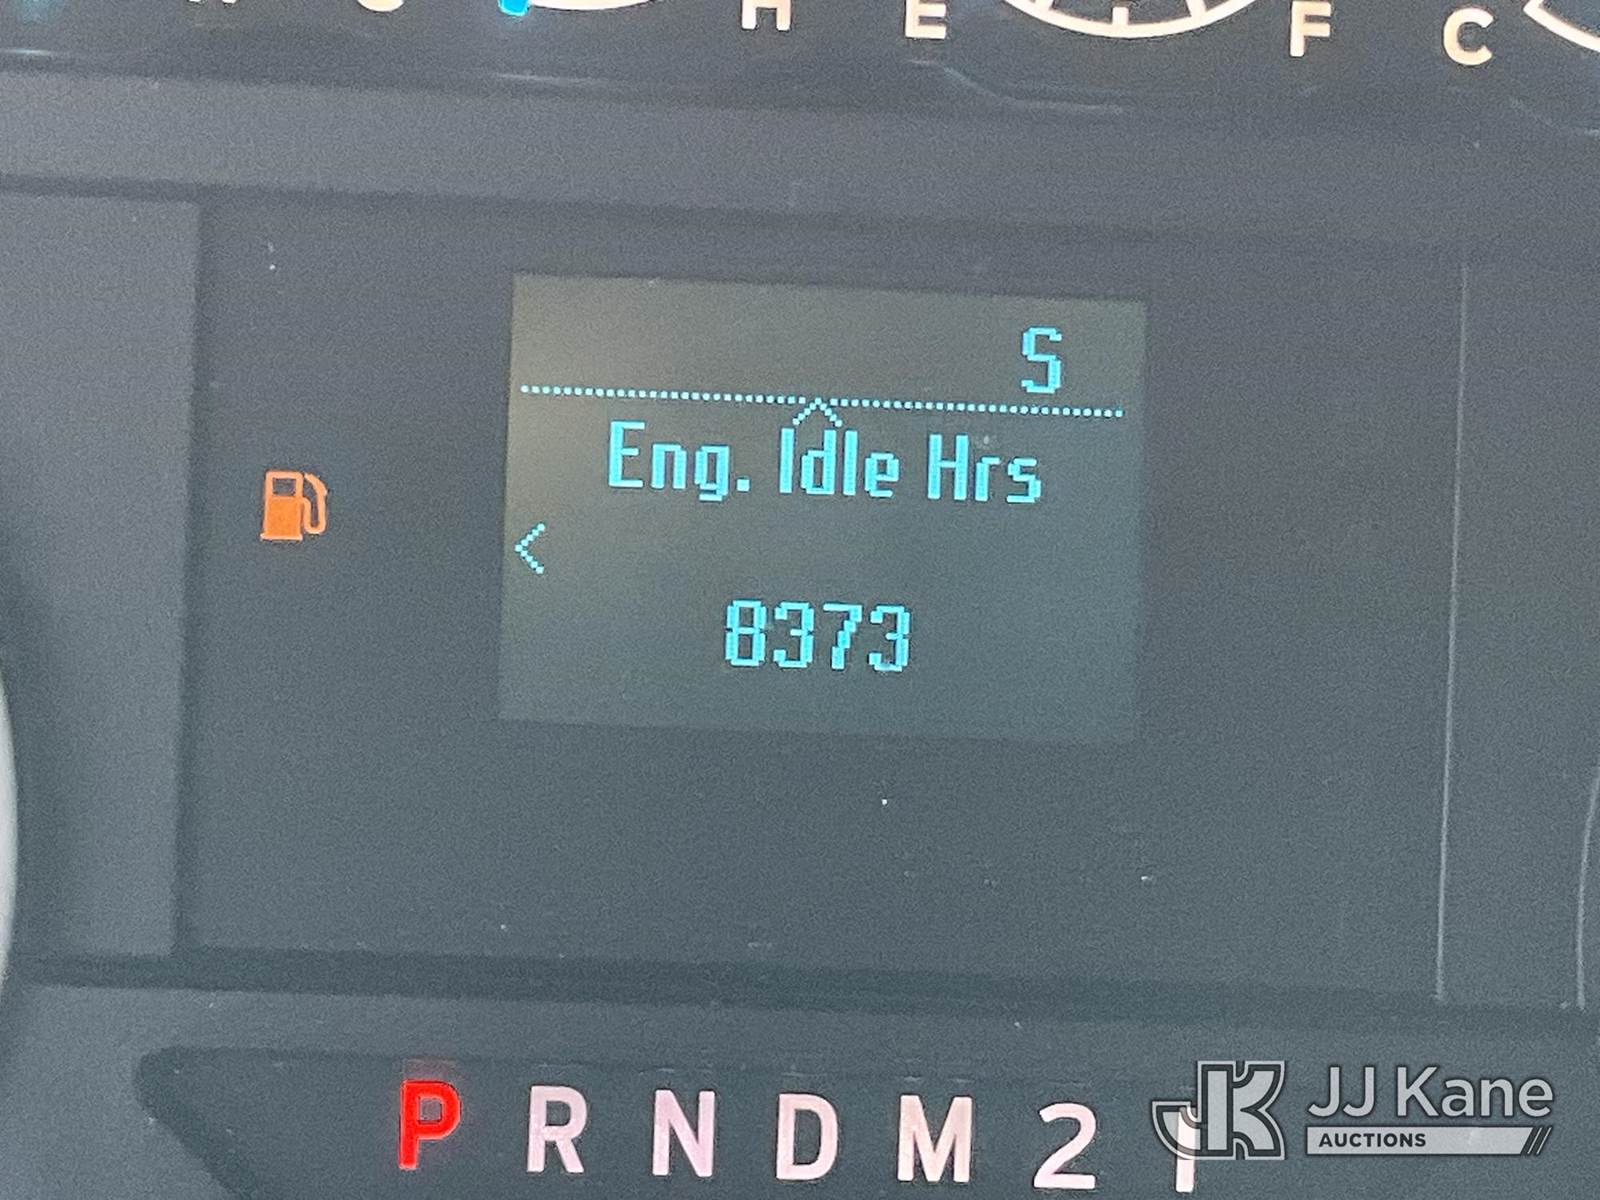 H E F C
S
Eng. Idle Hrs
<
8373
P R N D M 2 1
JJ Kane
AUCTIONS